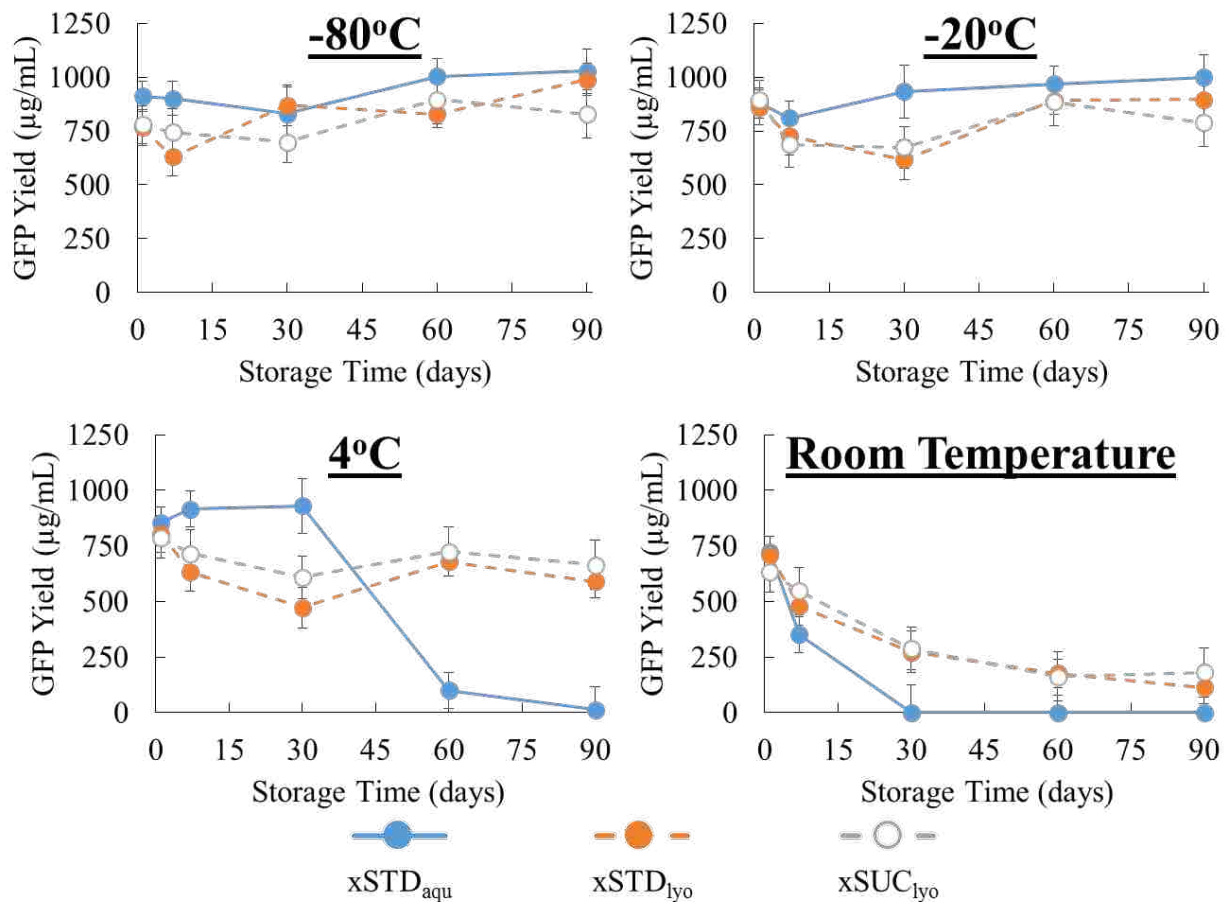 -80°C
GFP Yield (µg/mL)
1250
1000
750
500
250
0
0 15 30 45 60 75 90
Storage Time (days)
-20°C
GFP Yield (µg/mL)
1250
1000
750
500
250
0
0 15 30 45 60 75 90
Storage Time (days)
4°C
GFP Yield (µg/mL)
1250
1000
750
500
250
0
0 15 30 45 60 75 90
Storage Time (days)
Room Temperature
GFP Yield (µg/mL)
1250
1000
750
500
250
0
0 15 30 45 60 75 90
Storage Time (days)
xSTDaqu xSTDlyo xSUClyo